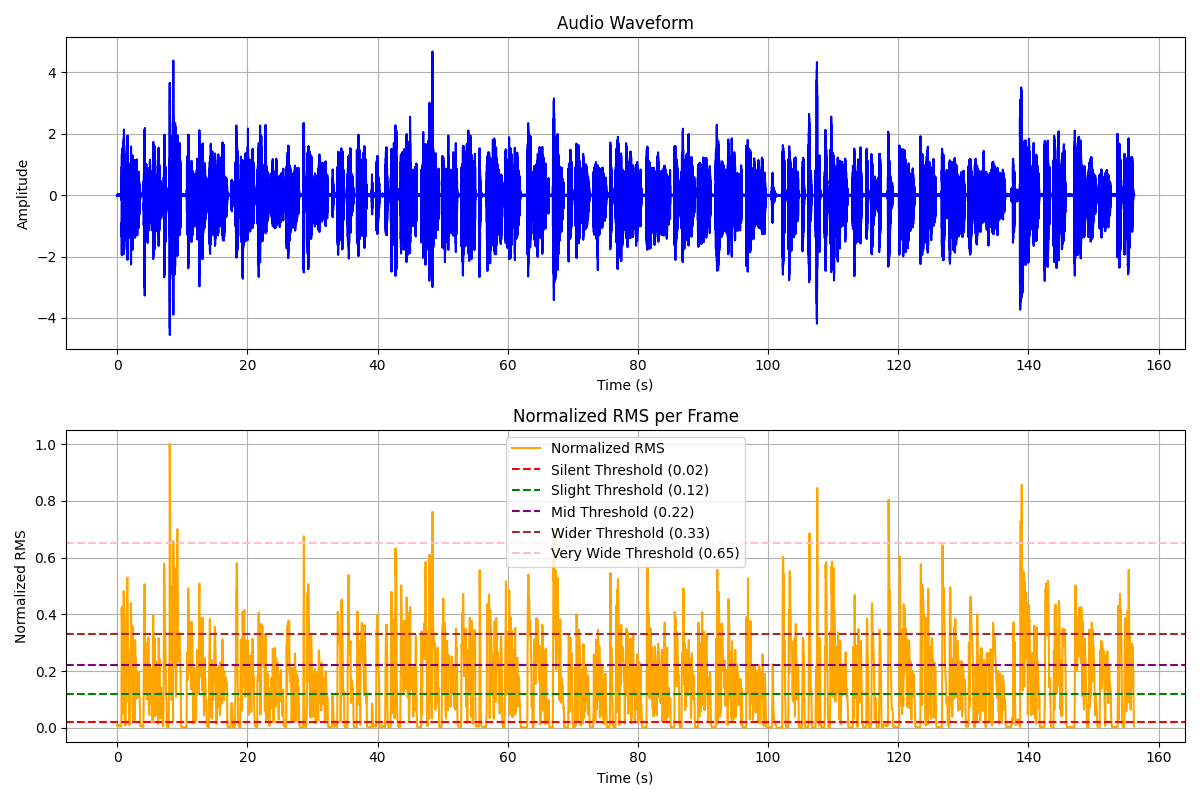 Audio Waveform
Amplitude
4
2
0
−2
−4
0 20 40 60 80 100 120 140 160
Time (s)
Normalized RMS per Frame
Normalized RMS
1.0
0.8
0.6
0.4
0.2
0.0
Normalized RMS
Silent Threshold (0.02)
Slight Threshold (0.12)
Mid Threshold (0.22)
Wider Threshold (0.33)
Very Wide Threshold (0.65)
0 20 40 60 80 100 120 140 160
Time (s)